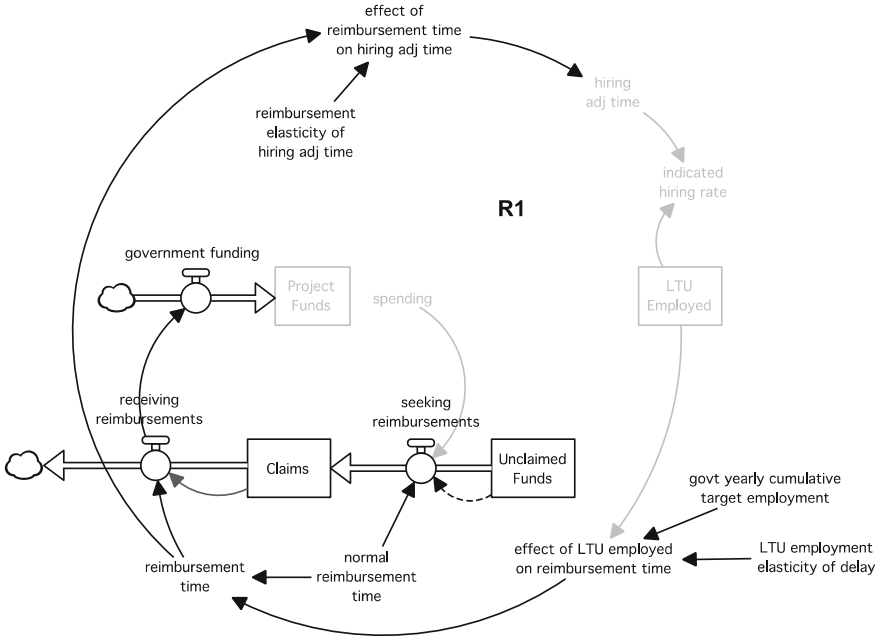 effect of
reimbursement time
on hiring adj time
hiring
adj time
reimbursement
elasticity of
hiring adj time
indicated
hiring rate
R1
government funding
Project
Funds
spending
LTU
Employed
receiving
reimbursements
seeking
reimbursements
Claims
Unclaimed
Funds
govt yearly cumulative
target employment
effect of LTU employed
on reimbursement time
LTU employment
elasticity of delay
reimbursement
time
normal
reimbursement
time